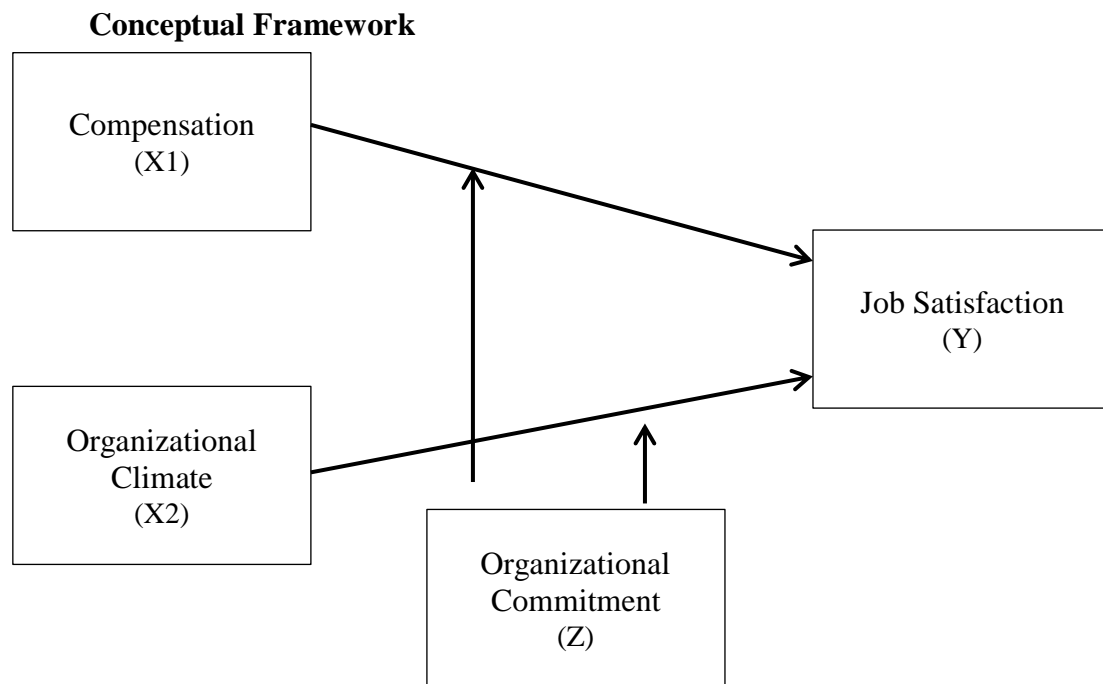 Conceptual Framework
Compensation
(X1)
Job Satisfaction
(Y)
Organizational
Climate
(X2)
Organizational
Commitment
(Z)